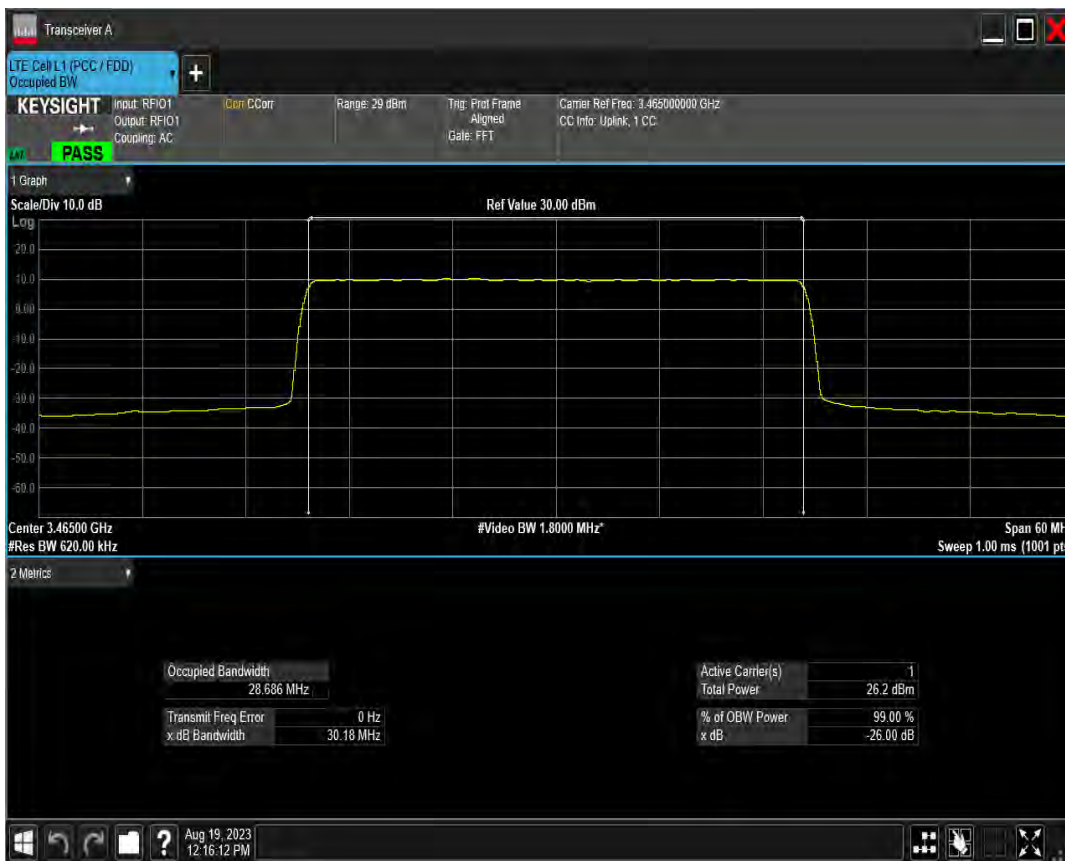 Transceiver A
LTE Cell L1 (PCC / FDD)
Occupied BW
KEYSIGHT
Input: RFIO1
Output: RFIO1
Coupling: AC
Corr CCorr
Range: 29 dBm
Trig: Prot Frame
Aligned
Gate: FFT
Carrier Ref Freq: 3.465000000 GHz
CC Info: Uplink, 1 CC
PASS
1 Graph
Scale/Div 10.0 dB
Ref Value 30.00 dBm
Log
20.0
10.0
0.00
-10.0
-20.0
-30.0
-40.0
-50.0
-60.0
Center 3.46500 GHz
#Video BW 1.8000 MHz*
Span 60 MH
#Res BW 620.00 kHz
Sweep 1.00 ms (1001 pts
2 Metrics
Occupied Bandwidth
28.686 MHz
Transmit Freq Error 0 Hz
x dB Bandwidth 30.18 MHz
Active Carrier(s) 1
Total Power 26.2 dBm
% of OBW Power 99.00 %
x dB -26.00 dB
Aug 19, 2023
12:16:12 PM